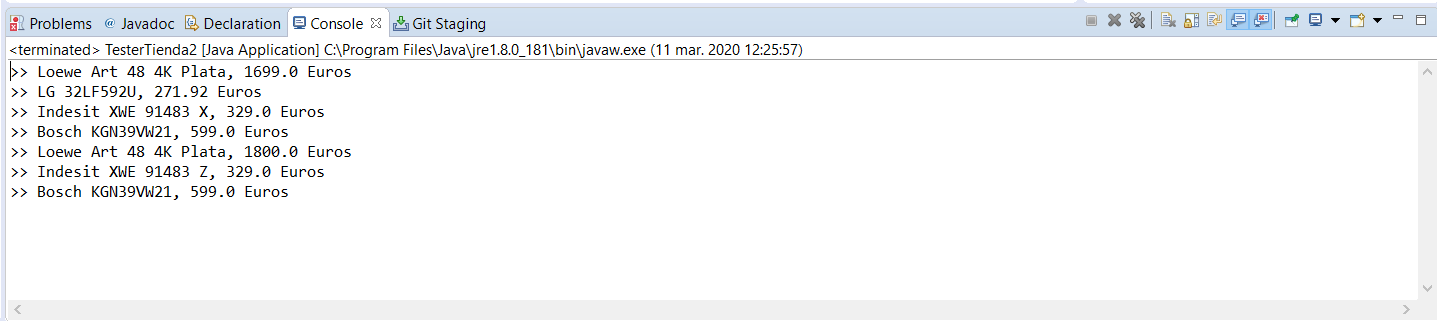 Problems @ Javadoc Declaration Console Git Staging
<terminated> TesterTienda2 [Java Application] C:\Program Files\Java\jre1.8.0_181\bin\javaw.exe (11 mar. 2020 12:25:57)
>> Loewe Art 48 4K Plata, 1699.0 Euros
>> LG 32LF592U, 271.92 Euros
>> Indesit XWE 91483 X, 329.0 Euros
>> Bosch KGN39VW21, 599.0 Euros
>> Loewe Art 48 4K Plata, 1800.0 Euros
>> Indesit XWE 91483 Z, 329.0 Euros
>> Bosch KGN39VW21, 599.0 Euros